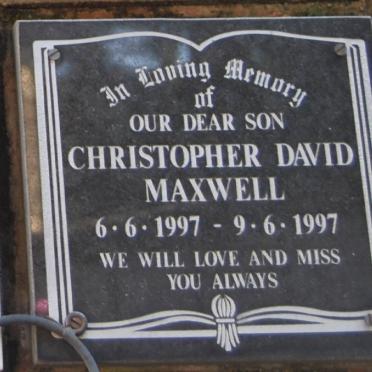 In Loving Memory
of
OUR DEAR SON
CHRISTOPHER DAVID
MAXWELL
6·6·1997 - 9·6·1997
WE WILL LOVE AND MISS
YOU ALWAYS